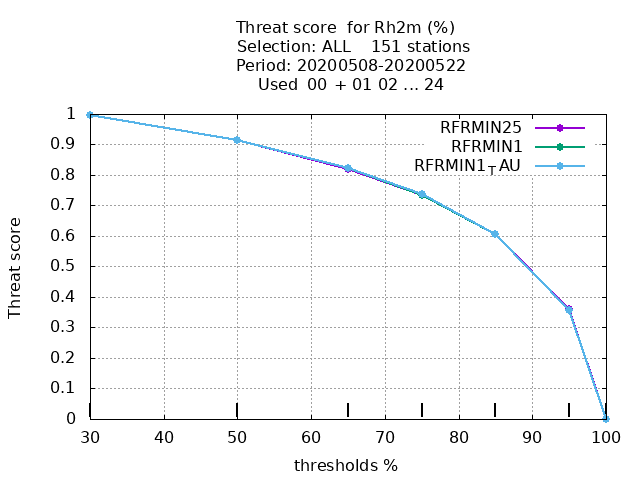 Threat score  for Rh2m (%)
Selection: ALL    151 stations
Period: 20200508-20200522
Used  00 + 01 02 ... 24
RFRMIN25
RFRMIN1
RFRMIN1TAU
1
0.9
0.8
0.7
0.6
0.5
0.4
0.3
0.2
0.1
0
Threat score
30 40 50 60 70 80 90 100
thresholds %